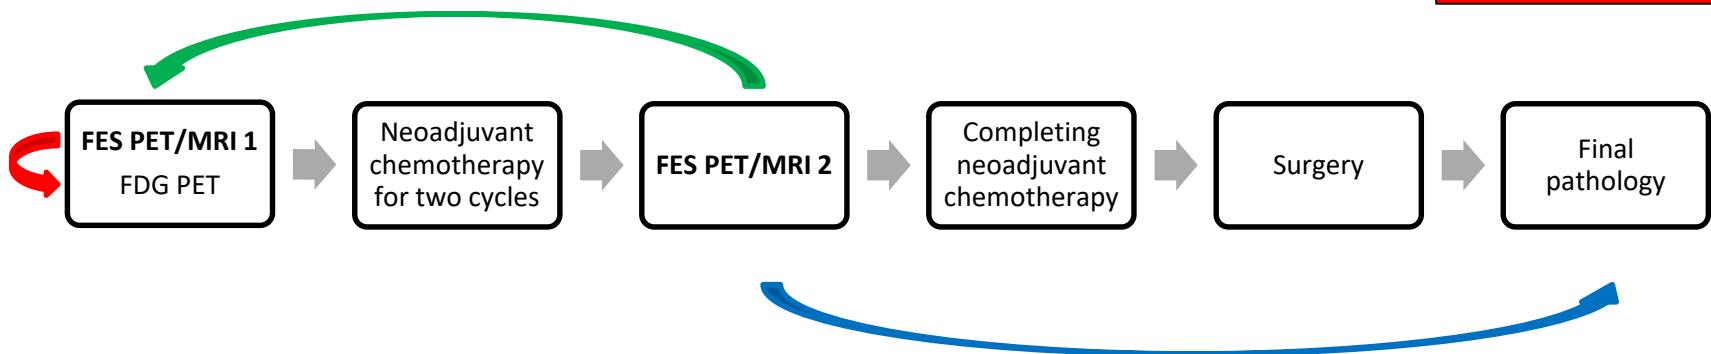 FES PET/MRI 1
FDG PET
Neoadjuvant
chemotherapy
for two cycles
FES PET/MRI 2
Completing
neoadjuvant
chemotherapy
Surgery
Final
pathology